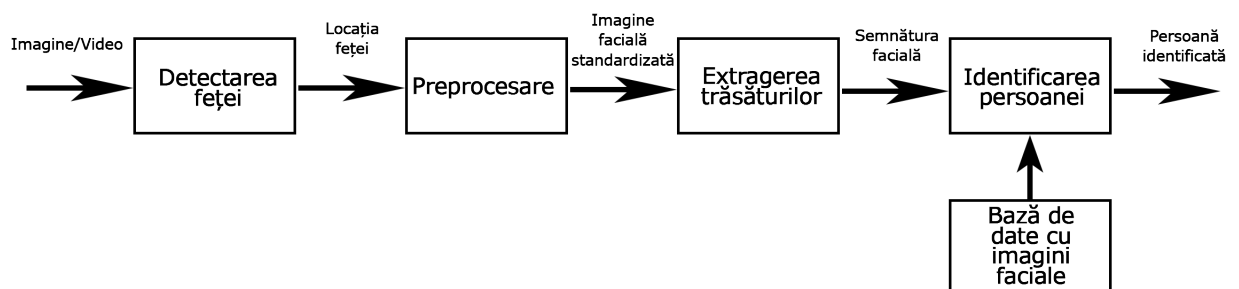 Imagine/Video
Detectarea
feței
Locația
feței
Preprocesare
Imagine
facială
standardizată
Extragerea
trăsăturilor
Semnătura
facială
Identificarea
persoanei
Persoană
identificată
Bază de
date cu
imagini
faciale